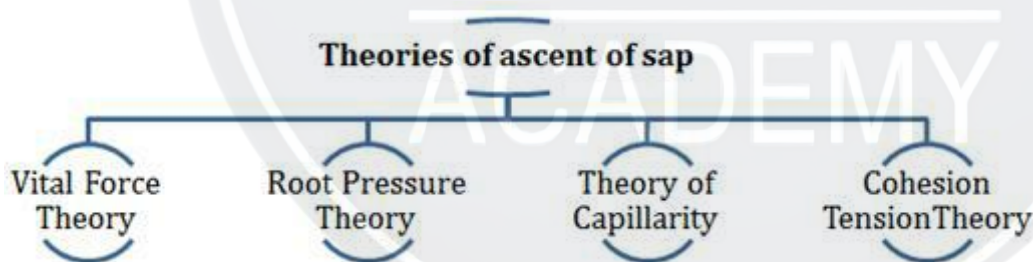 ACADEMY
Theories of ascent of sap
Vital Force
Theory
Root Pressure
Theory
Theory of
Capillarity
Cohesion
TensionTheory